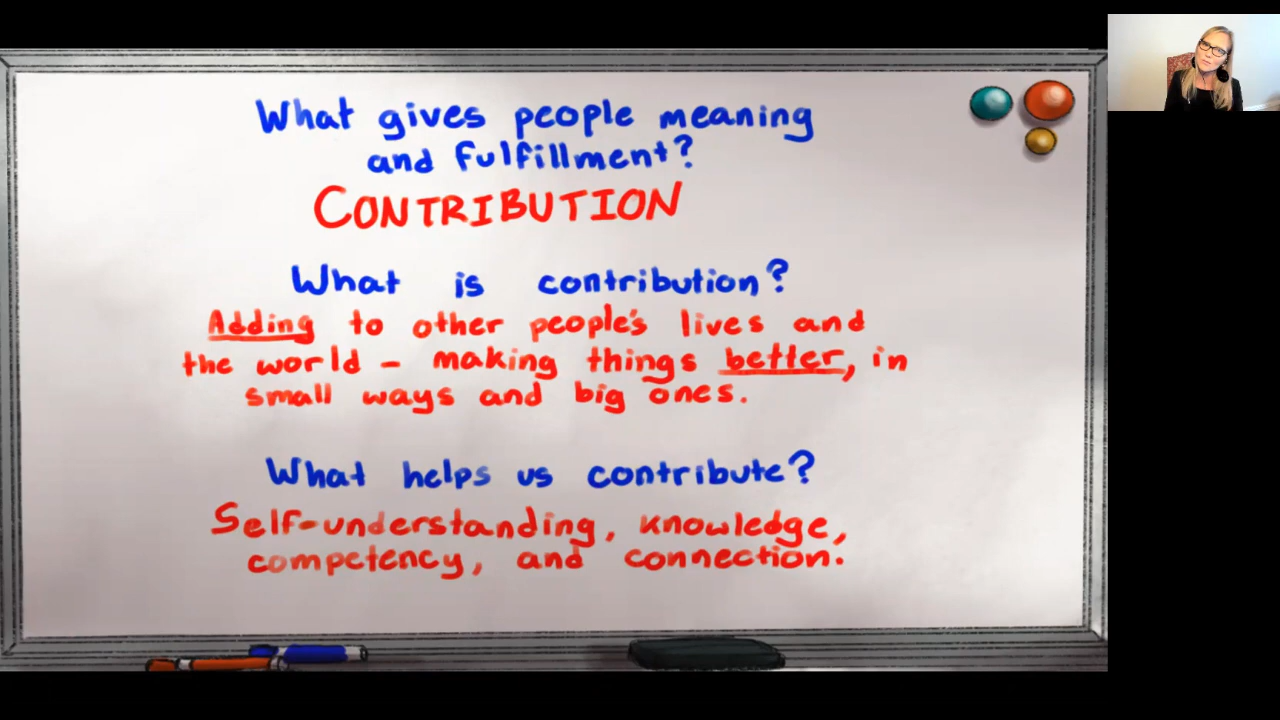 What gives people meaning
and fulfillment?
CONTRIBUTION
What is contribution?
Adding to other people's lives and
the world - making things better, in
small ways and big ones.
What helps us contribute?
Self-understanding, knowledge,
competency, and connection.